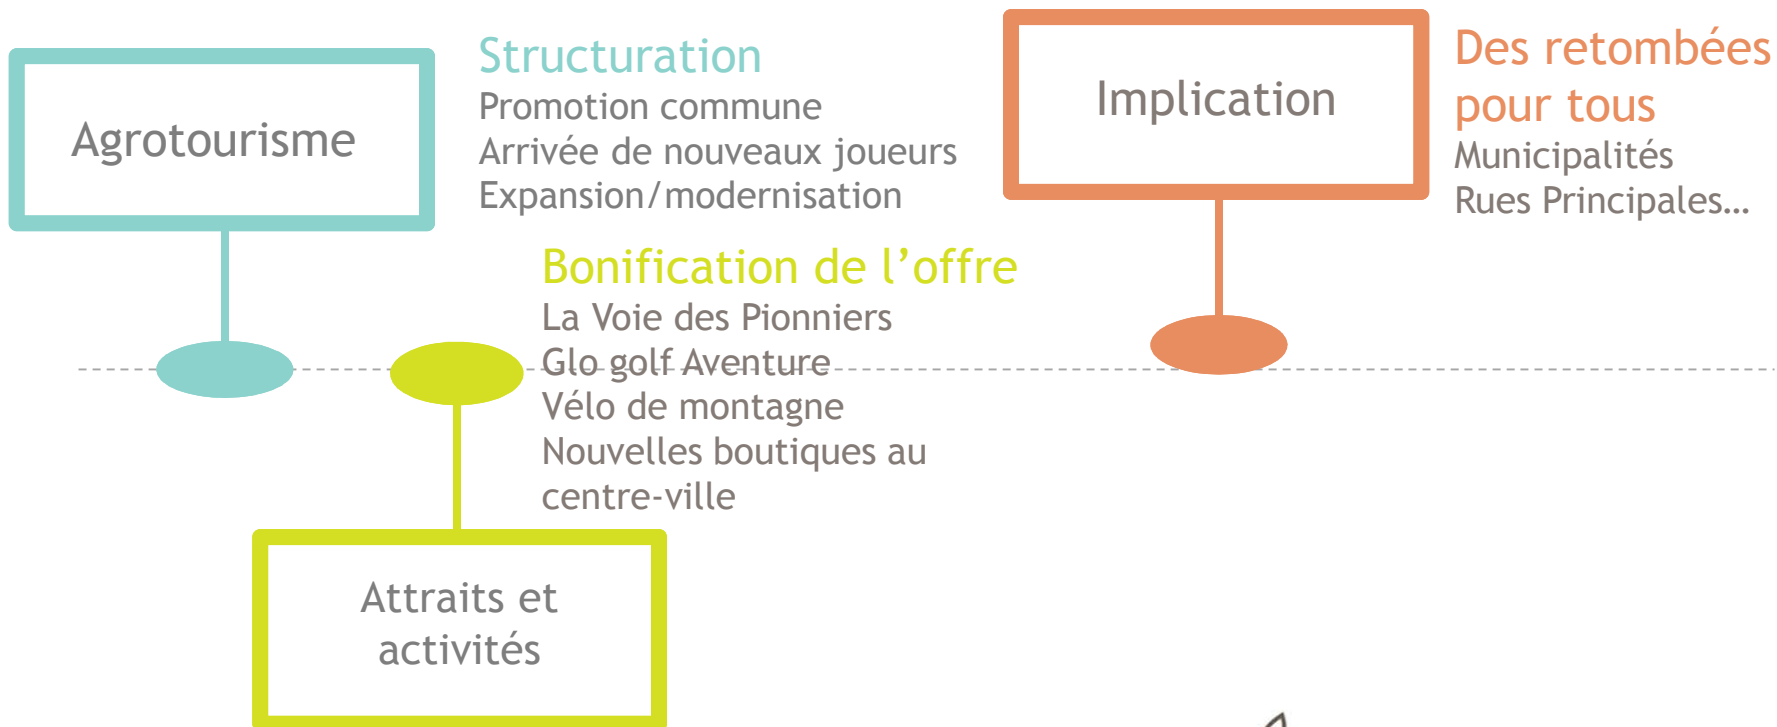 Agrotourisme
Structuration
Promotion commune
Arrivée de nouveaux joueurs
Expansion/modernisation
Bonification de l’offre
La Voie des Pionniers
Glo golf Aventure
Vélo de montagne
Nouvelles boutiques au
centre-ville
Attraits et
activités
Implication
Des retombées
pour tous
Municipalités
Rues Principales…